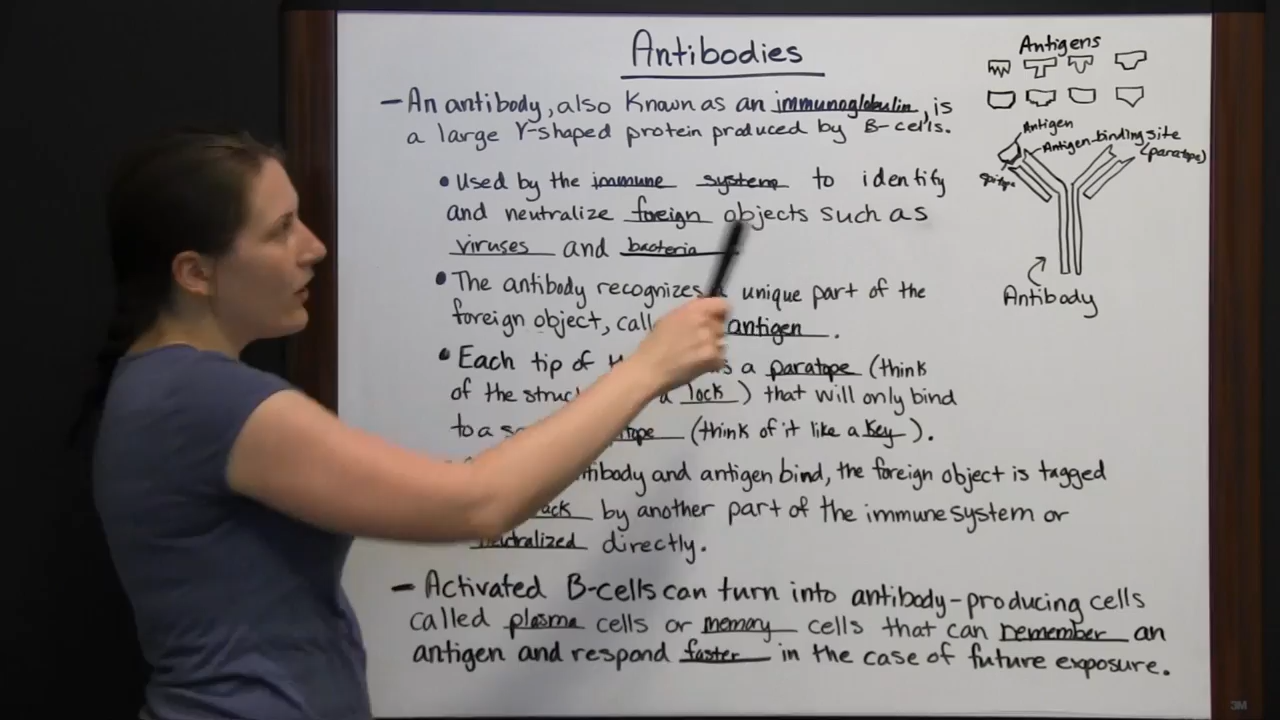 Antibodies
- An antibody, also Known as an immunoglobulin, is
a large Y-shaped protein produced by B-cells.
• Used by the immune system to identify
and neutralize foreign objects such as
viruses and bacteria
• The antibody recognizes unique part of the
foreign object, antigen.
• Each tip of a paratope (think
of the lock) that will only bind
to a (think of it like a key).
antibody and antigen bind, the foreign object is tagged
by another part of the immune system or
neutralized directly.
- Activated B-cells can turn into antibody-producing cells
called plasma cells or memory cells that can remember an
antigen and respond faster in the case of future exposure.
Antigens
Antigen
Antigen-binding site
(paratope)
Antibody
3M